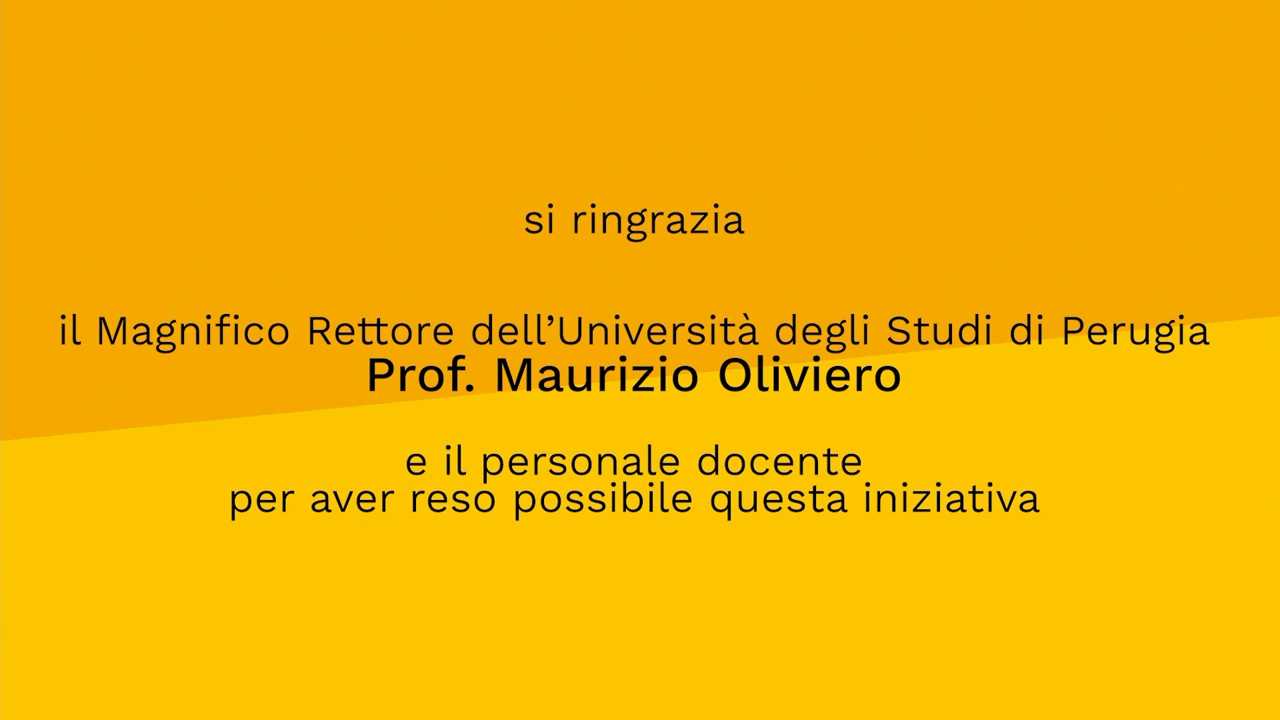 si ringrazia
il Magnifico Rettore dell’Università degli Studi di Perugia
Prof. Maurizio Oliviero
e il personale docente
per aver reso possibile questa iniziativa